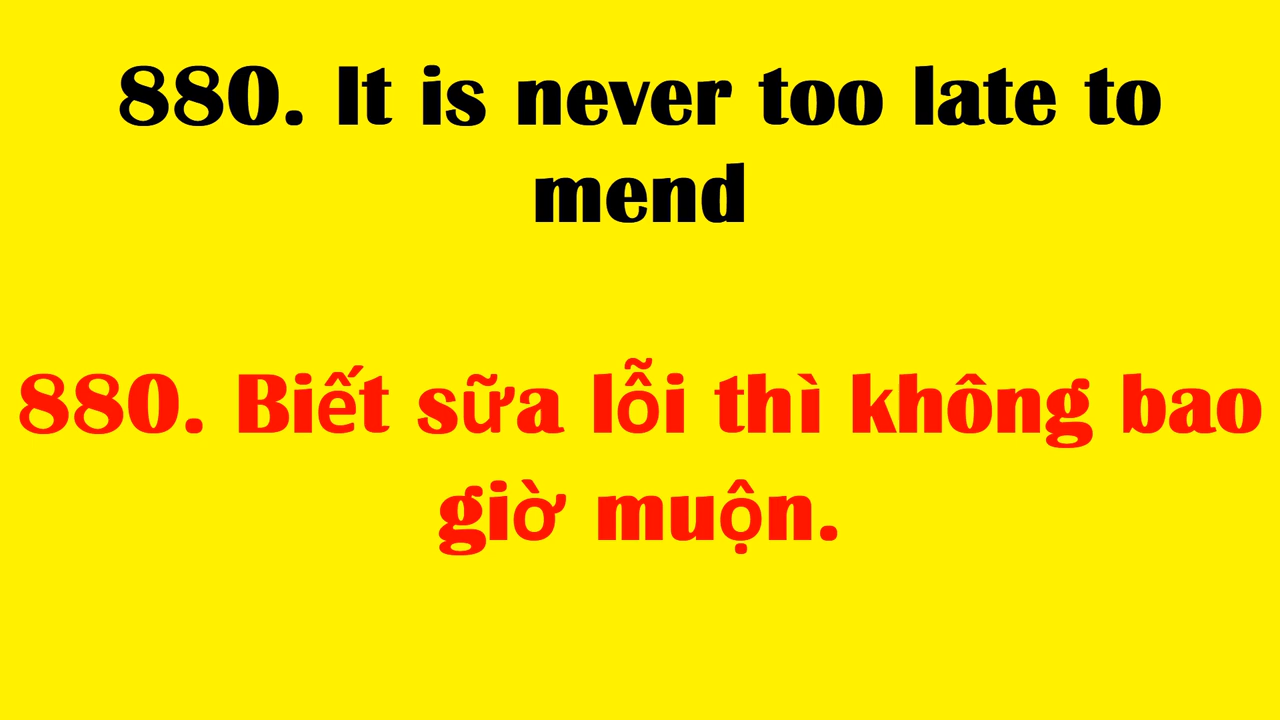 880. It is never too late to
mend
880. Biết sữa lỗi thì không bao
giờ muộn.